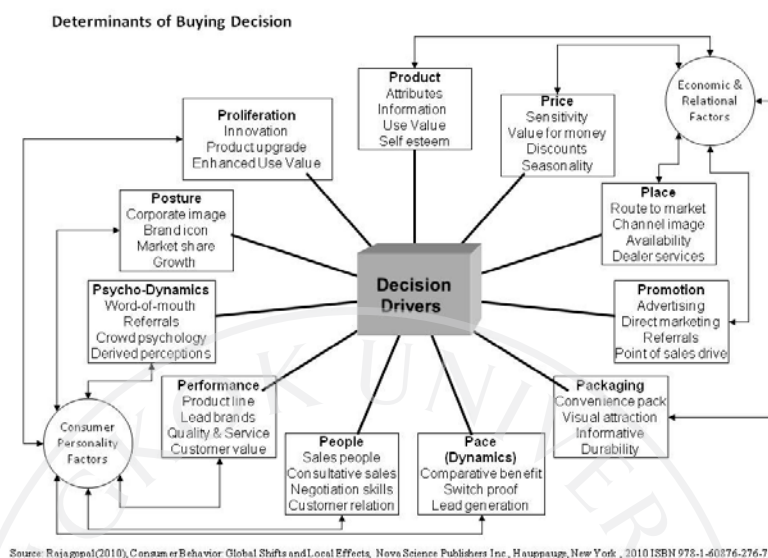 Determinants of Buying Decision
Product
Attributes
Information
Use Value
Self esteem
Economic &
Relational
Factors
Proliferation
Innovation
Product upgrade
Enhanced Use Value
Price
Sensitivity
Value for money
Discounts
Seasonality
Posture
Corporate image
Brand icon
Market share
Growth
Place
Route to market
Channel image
Availability
Dealer services
Decision
Drivers
Psycho-Dynamics
Word-of-mouth
Referrals
Crowd psychology
Derived perceptions
Promotion
Advertising
Direct marketing
Referrals
Point of sales drive
Performance
Product line
Lead brands
Quality & Service
Customer value
Packaging
Convenience pack
Visual attraction
Informative
Durability
Consumer
Personality
Factors
People
Sales people
Consultative sales
Negotiation skills
Customer relation
Pace
(Dynamics)
Comparative benefit
Switch proof
Lead generation
Source: Rajagopal(2010), Consumer Behavior: Global Shifts and Local Effects, Nova Science Publishers Inc., Hauppauge, New York , 2010 ISBN 978-1-60876-276-7